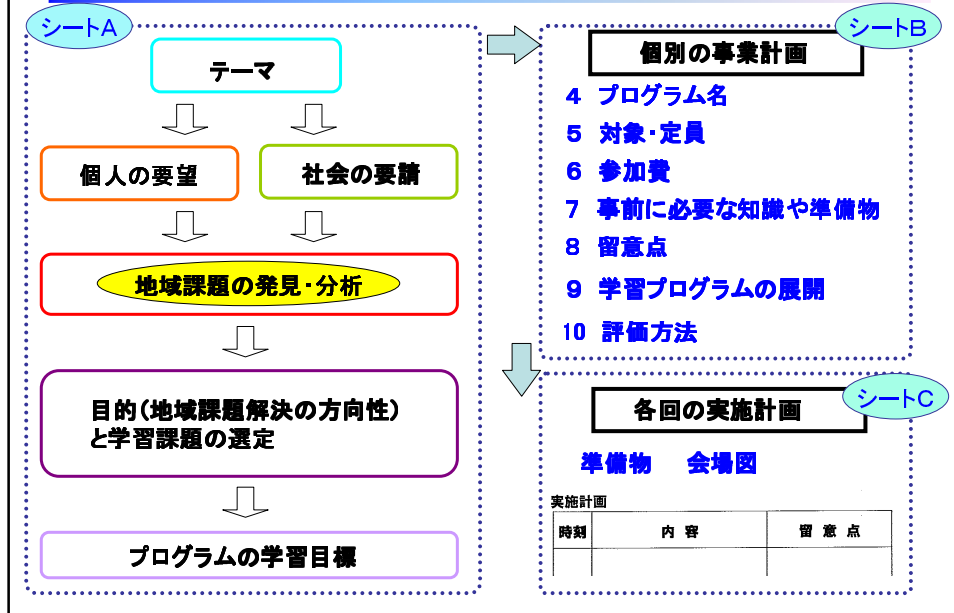 シートA
テーマ
個人の要望
社会の要請
地域課題の発見・分析
目的(地域課題解決の方向性)
と学習課題の選定
プログラムの学習目標
シートB
個別の事業計画
4 プログラム名
5 対象・定員
6 参加費
7 事前に必要な知識や準備物
8 留意点
9 学習プログラムの展開
10 評価方法
シートC
各回の実施計画
準備物 会場図
実施計画
時刻 内容 留意点